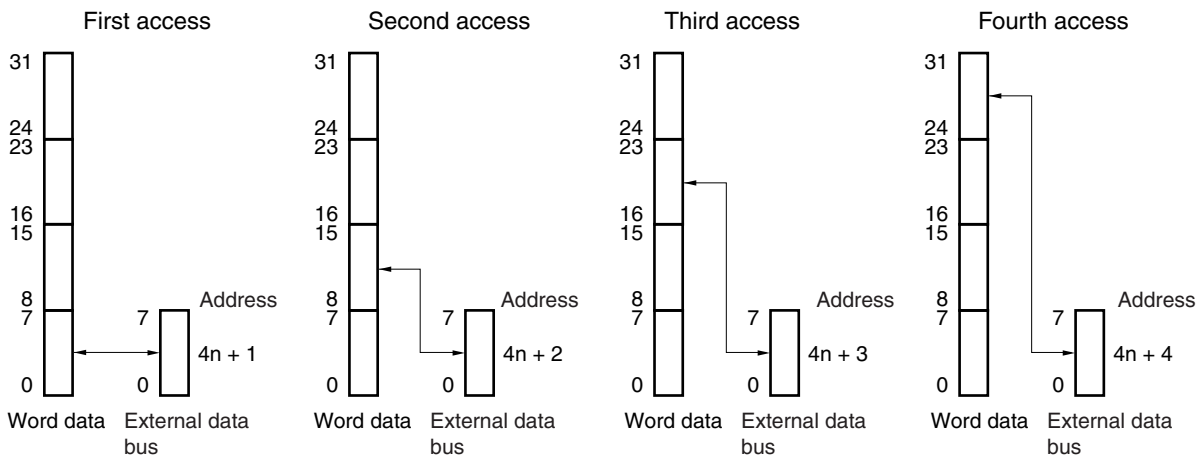 First access
31
24
23
16
15
8
7
0
Word data
7
0
Address
4n + 1
External data
bus
Second access
31
24
23
16
15
8
7
0
Word data
7
0
Address
4n + 2
External data
bus
Third access
31
24
23
16
15
8
7
0
Word data
7
0
Address
4n + 3
External data
bus
Fourth access
31
24
23
16
15
8
7
0
Word data
7
0
Address
4n + 4
External data
bus